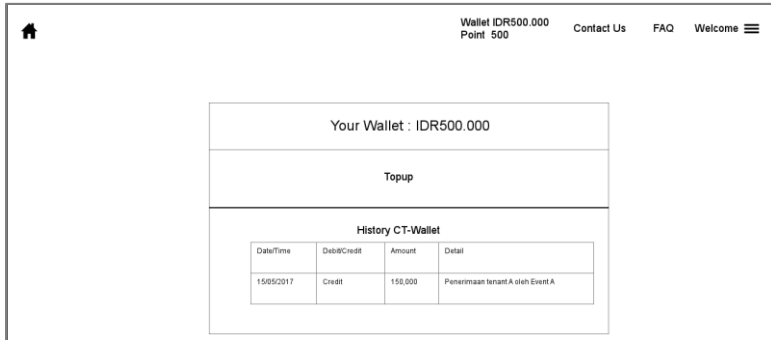 Wallet IDR500.000
Point 500
Contact Us
FAQ
Welcome
Your Wallet : IDR500.000
Topup
History CT-Wallet
Date/Time Debit/Credit Amount Detail
15/05/2017 Credit 150,000 Penerimaan tenant A oleh Event A